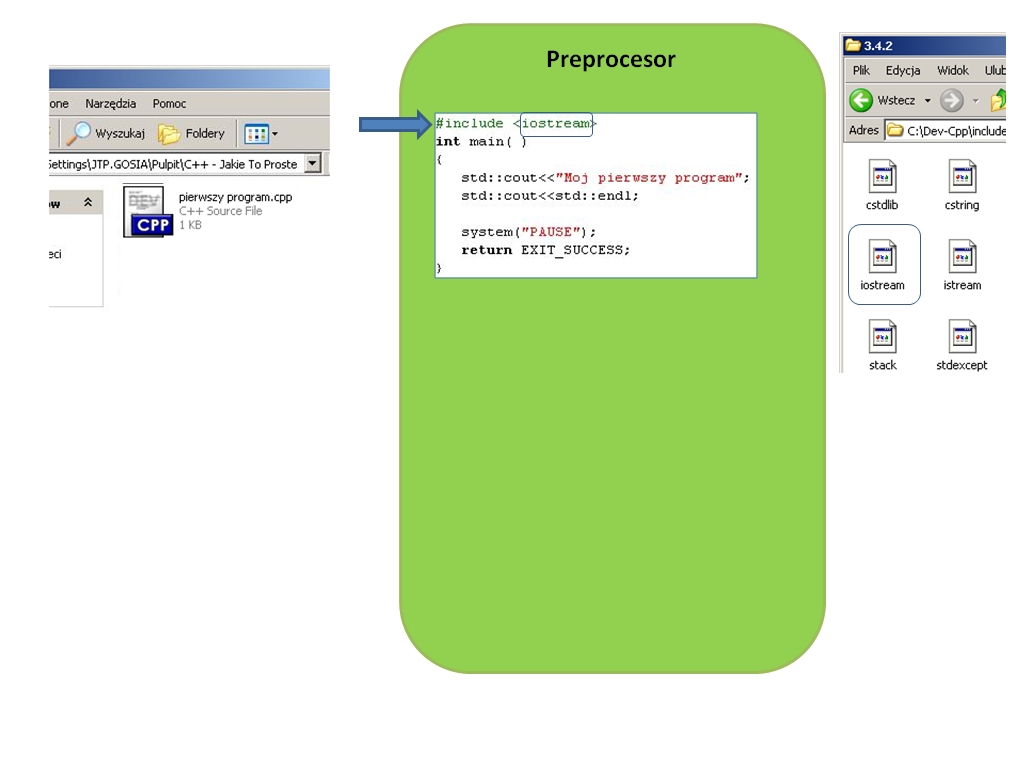 one Narzędzia Pomoc
Wyszukaj Foldery
Settings\JTP.GOSIA\Pulpit\C++ - Jakie To Proste
ow
eci
DEV
CPP
pierwszy program.cpp
C++ Source File
1 KB
Preprocesor
#include <iostream>
int main( )
{
std::cout<<"Moj pierwszy program";
std::cout<<std::endl;
system("PAUSE");
return EXIT_SUCCESS;
}
3.4.2
Plik Edycja Widok Ulub
Wstecz
Adres C:\Dev-Cpp\include
cstdlib cstring
iostream istream
stack stdexcept